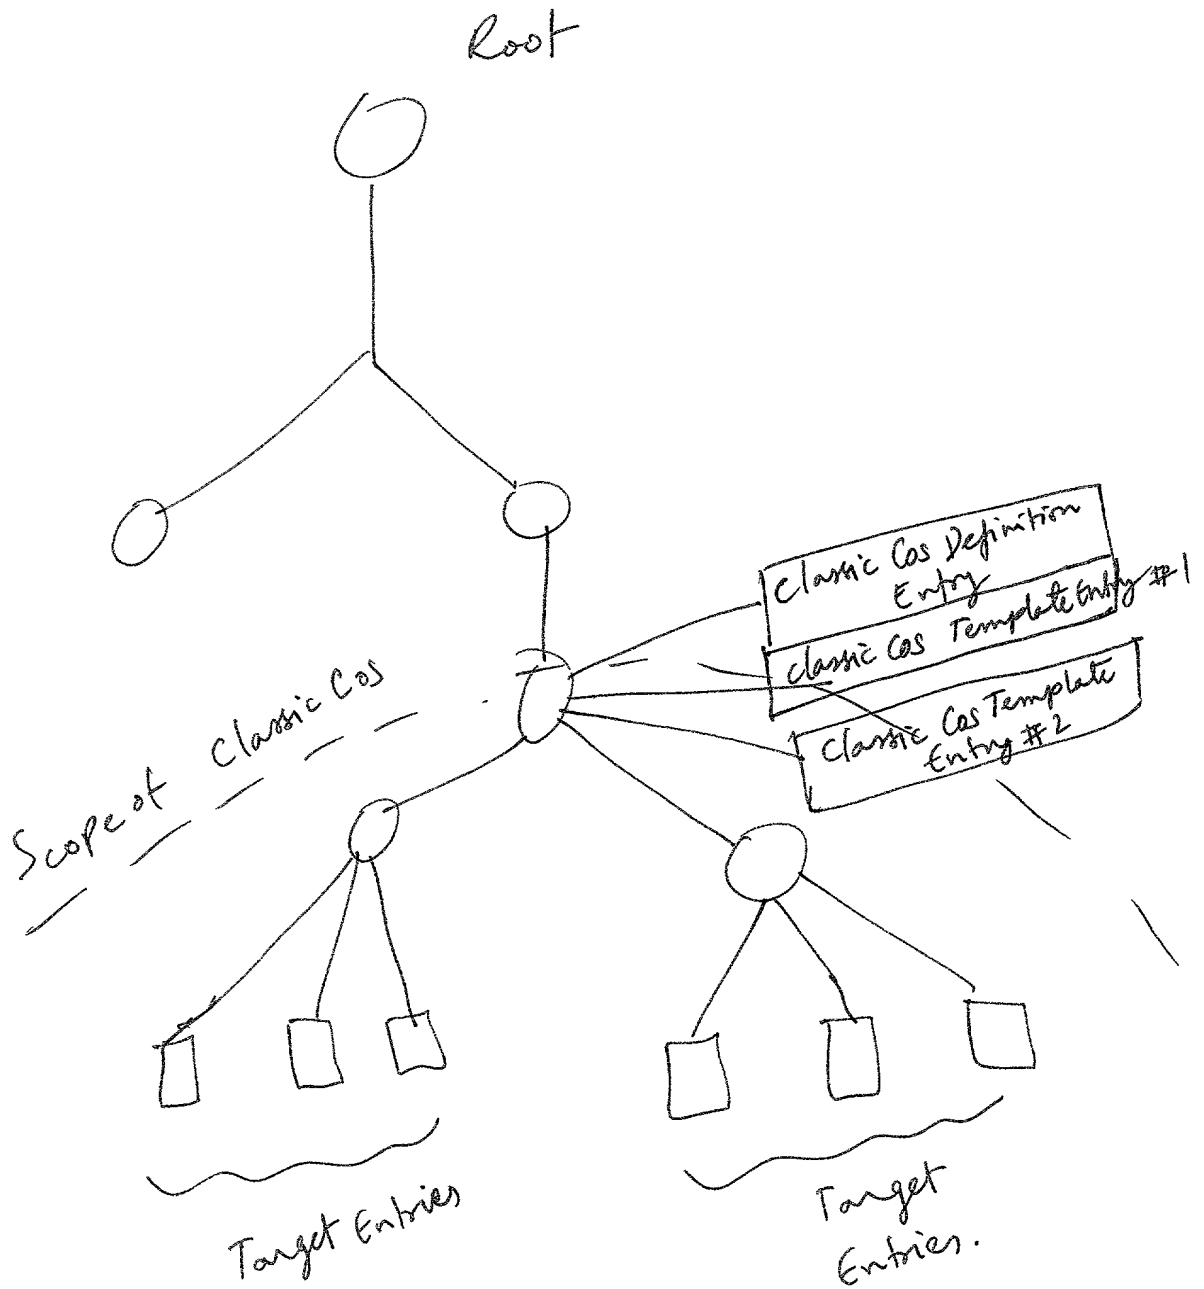 Root
Classic Cos Definition
Entry
Classic Cos Template Entry #1
Classic Cos Template
Entry #2
Scope of Classic Cos
Target Entries
Target
Entries.